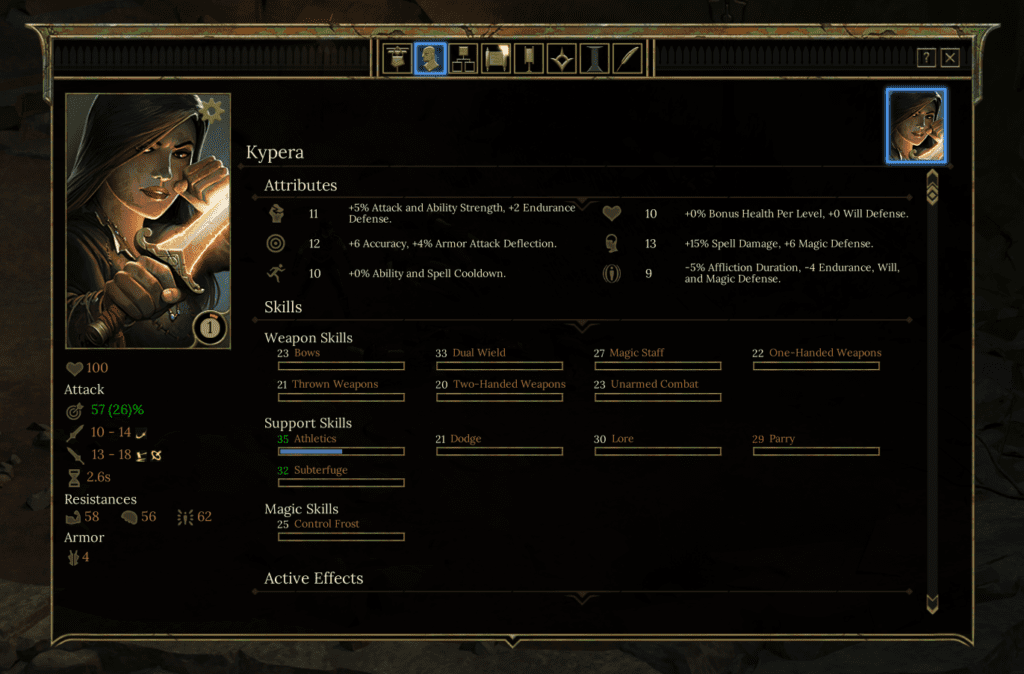 ?
Kypera
Attributes
11 +5% Attack and Ability Strength, +2 Endurance
Defense.
10 +0% Bonus Health Per Level, +0 Will Defense.
12 +6 Accuracy, +4% Armor Attack Deflection.
13 +15% Spell Damage, +6 Magic Defense.
10 +0% Ability and Spell Cooldown.
9 -5% Affliction Duration, -4 Endurance, Will,
and Magic Defense.
1
100
Attack
57 (26)%
10 - 14
13 - 18
2.6s
Resistances
58 56 62
Armor
4
Skills
Weapon Skills
23 Bows 33 Dual Wield 27 Magic Staff 22 One-Handed Weapons
21 Thrown Weapons 20 Two-Handed Weapons 23 Unarmed Combat
Support Skills
35 Athletics 21 Dodge 30 Lore 29 Parry
32 Subterfuge
Magic Skills
25 Control Frost
Active Effects